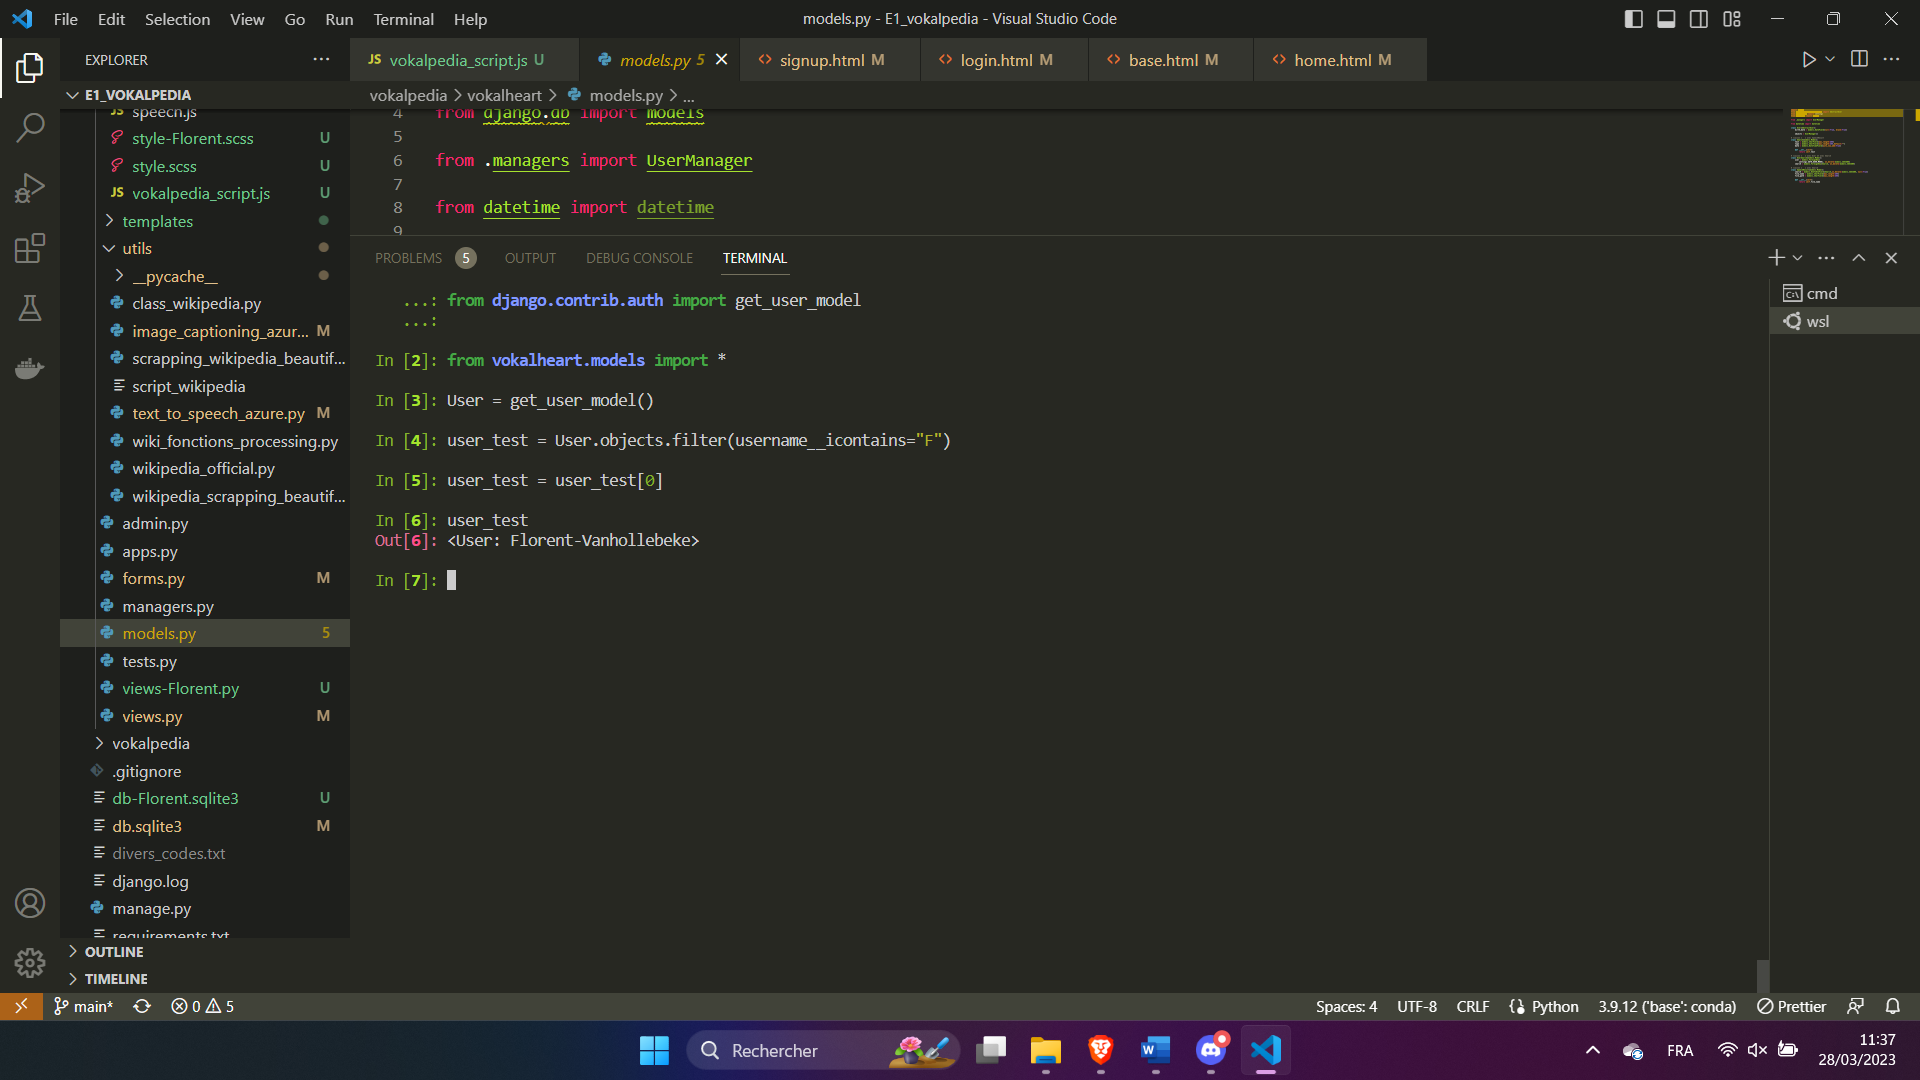 File Edit Selection View Go Run Terminal Help
models.py - E1_vokalpedia - Visual Studio Code
EXPLORER
JS vokalpedia_script.js U
models.py 5
<> signup.html M
<> login.html M
<> base.html M
<> home.html M
E1_VOKALPEDIA
vokalpedia > vokalheart > models.py > ...
JS speech.js
style-Florent.scss U
style.scss U
JS vokalpedia_script.js U
templates
utils
__pycache__
class_wikipedia.py
image_captioning_azur... M
scrapping_wikipedia_beautif...
script_wikipedia
text_to_speech_azure.py M
wiki_fonctions_processing.py
wikipedia_official.py
wikipedia_scrapping_beautif...
admin.py
apps.py
forms.py M
managers.py
models.py 5
tests.py
views-Florent.py U
views.py M
vokalpedia
.gitignore
db-Florent.sqlite3 U
db.sqlite3 M
divers_codes.txt
django.log
manage.py
requirements.txt
OUTLINE
TIMELINE
4 from django.db import models
5
6 from .managers import UserManager
7
8 from datetime import datetime
9
PROBLEMS 5 OUTPUT DEBUG CONSOLE TERMINAL
cmd
wsl
...: from django.contrib.auth import get_user_model
...:
In [2]: from vokalheart.models import *
In [3]: User = get_user_model()
In [4]: user_test = User.objects.filter(username__icontains="F")
In [5]: user_test = user_test[0]
In [6]: user_test
Out[6]: <User: Florent-Vanhollebeke>
In [7]:
main* 0 5
Spaces: 4 UTF-8 CRLF Python 3.9.12 ('base': conda) Prettier
Rechercher
FRA
11:37
28/03/2023